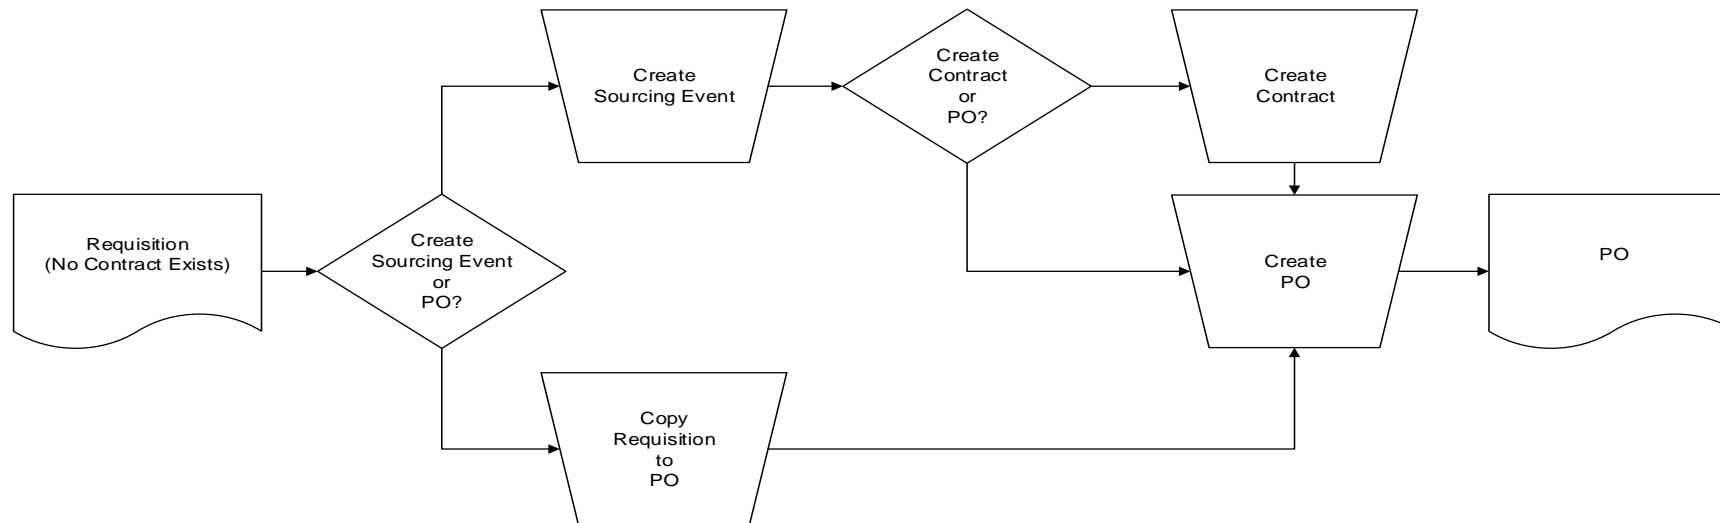 Create
Sourcing Event
Create
Contract
or
PO?
Create
Contract
Requisition
(No Contract Exists)
Create
Sourcing Event
or
PO?
Create
PO
PO
Copy
Requisition
to
PO